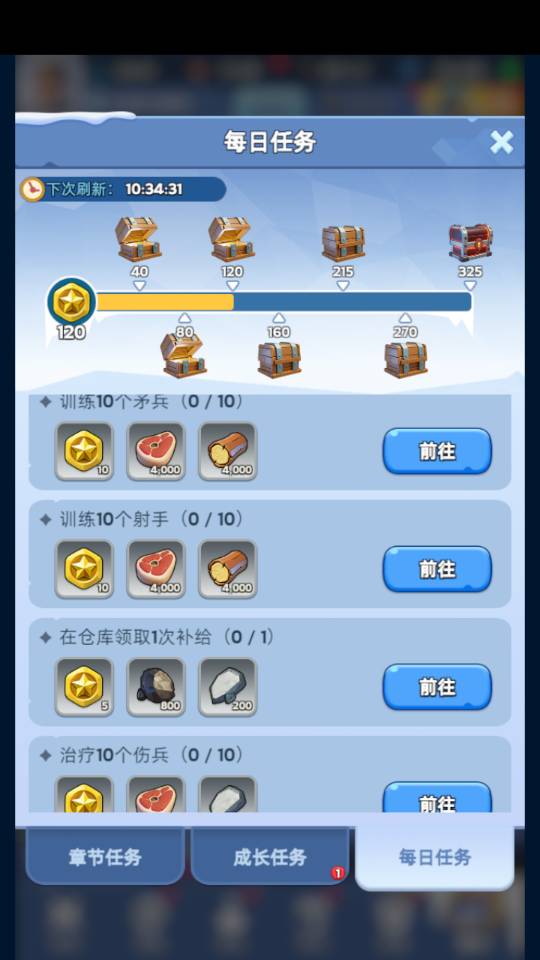 每日任务
下次刷新： 10:34:31
40 120 215 325
120
80 160 270
训练10个矛兵（0 / 10）
10 4,000 4,000
前往
训练10个射手（0 / 10）
10 4,000 4,000
前往
在仓库领取1次补给（0 / 1）
5 800 200
前往
治疗10个伤兵（0 / 10）
前往
章节任务 成长任务 1 每日任务